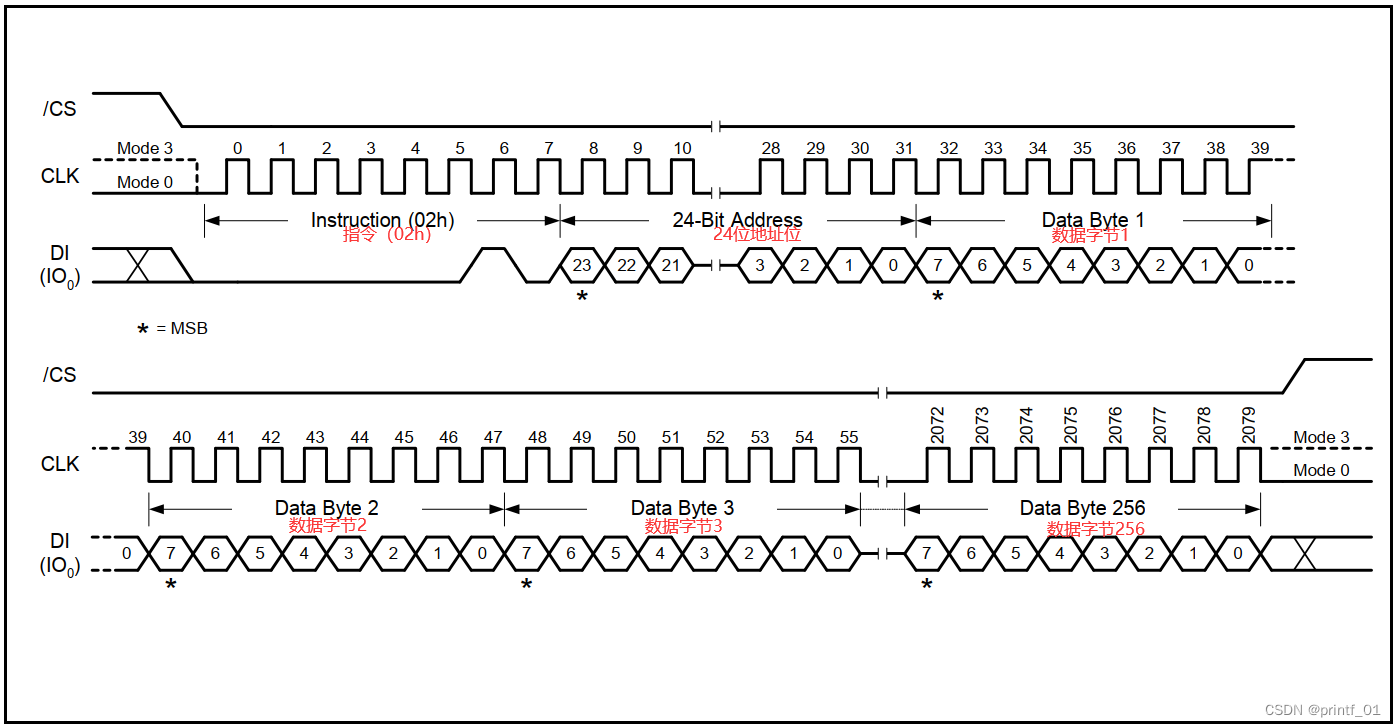 /CS
Mode 3 0 1 2 3 4 5 6 7 8 9 10 28 29 30 31 32 33 34 35 36 37 38 39
CLK
Mode 0
Instruction (02h) 24-Bit Address Data Byte 1
指令（02h） 24位地址位 数据字节1
DI
(IO0) 23 22 21 3 2 1 0 7 6 5 4 3 2 1 0
* *
* = MSB
/CS
2072 2073 2074 2075 2076 2077 2078 2079
39 40 41 42 43 44 45 46 47 48 49 50 51 52 53 54 55 Mode 3
CLK
Mode 0
Data Byte 2 Data Byte 3 Data Byte 256
数据字节2 数据字节3 数据字节256
DI
(IO0) 0 7 6 5 4 3 2 1 0 7 6 5 4 3 2 1 0 7 6 5 4 3 2 1 0
* * *
CSDN @printf_01